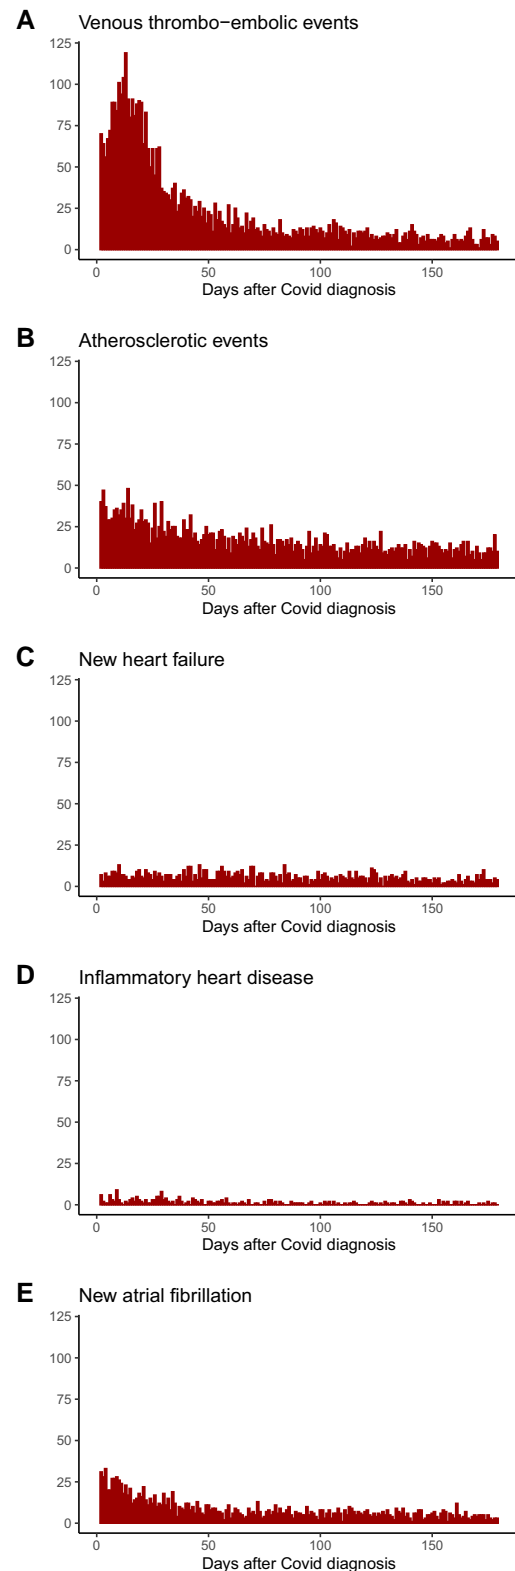 A Venous thrombo−embolic events
125
100
75
50
25
0
0 50 100 150
Days after Covid diagnosis
B Atherosclerotic events
125
100
75
50
25
0
0 50 100 150
Days after Covid diagnosis
C New heart failure
125
100
75
50
25
0
0 50 100 150
Days after Covid diagnosis
D Inflammatory heart disease
125
100
75
50
25
0
0 50 100 150
Days after Covid diagnosis
E New atrial fibrillation
125
100
75
50
25
0
0 50 100 150
Days after Covid diagnosis